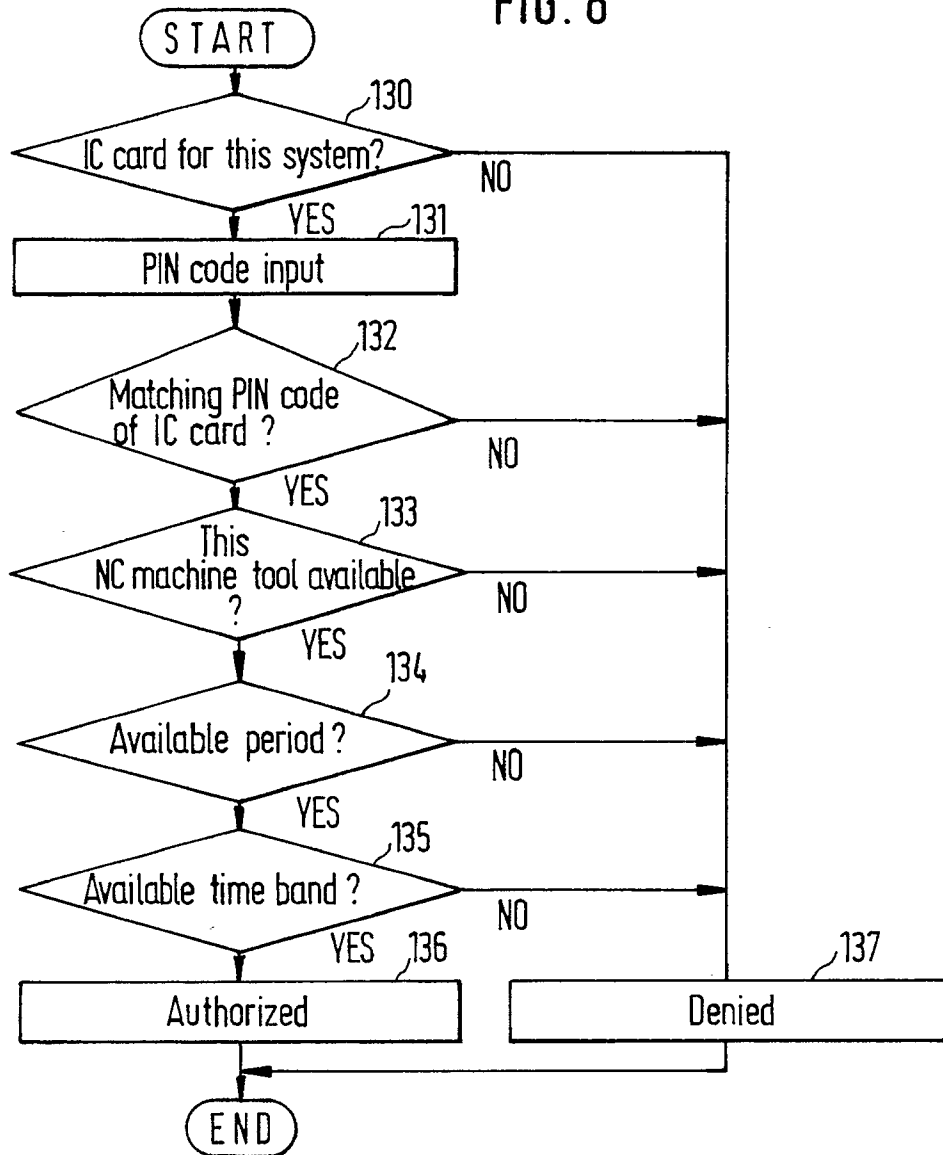 FIG. 8
START
130
IC card for this system?
NO
YES
131
PIN code input
132
Matching PIN code
of IC card ?
NO
YES
133
This
NC machine tool available
?
NO
YES
134
Available period ?
NO
YES
135
Available time band ?
NO
YES
136
Authorized
137
Denied
END